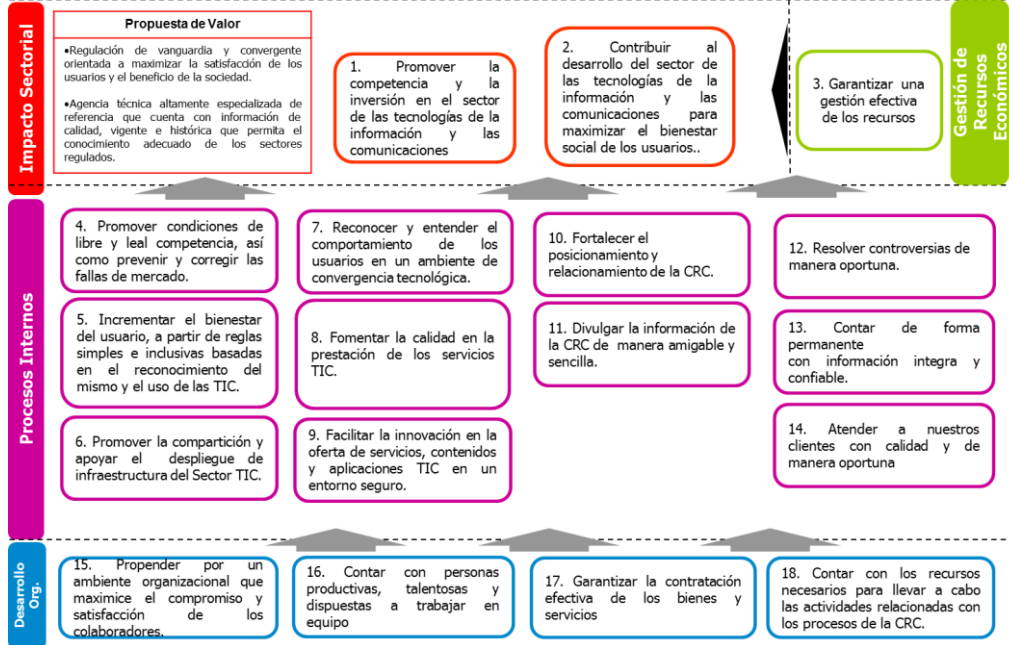 Impacto Sectorial
Propuesta de Valor
•Regulación de vanguardia y convergente
orientada a maximizar la satisfacción de los
usuarios y el beneficio de la sociedad.
•Agencia técnica altamente especializada de
referencia que cuenta con información de
calidad, vigente e histórica que permita el
conocimiento adecuado de los sectores
regulados.
1. Promover la
competencia y la
inversión en el sector
de las tecnologías de la
información y las
comunicaciones
2. Contribuir al
desarrollo del sector de
las tecnologías de la
información y las
comunicaciones para
maximizar el bienestar
social de los usuarios..
3. Garantizar una
gestión efectiva
de los recursos
Gestión de
Recursos
Económicos
Procesos Internos
4. Promover condiciones de
libre y leal competencia, así
como prevenir y corregir las
fallas de mercado.
5. Incrementar el bienestar
del usuario, a partir de reglas
simples e inclusivas basadas
en el reconocimiento del
mismo y el uso de las TIC.
6. Promover la compartición y
apoyar el despliegue de
infraestructura del Sector TIC.
7. Reconocer y entender el
comportamiento de los
usuarios en un ambiente de
convergencia tecnológica.
8. Fomentar la calidad en la
prestación de los servicios
TIC.
9. Facilitar la innovación en la
oferta de servicios, contenidos
y aplicaciones TIC en un
entorno seguro.
10. Fortalecer el
posicionamiento y
relacionamiento de la CRC.
11. Divulgar la información de
la CRC de manera amigable y
sencilla.
12. Resolver controversias de
manera oportuna.
13. Contar de forma
permanente
con información integra y
confiable.
14. Atender a nuestros
clientes con calidad y de
manera oportuna
Desarrollo
Org.
15. Propender por un
ambiente organizacional que
maximice el compromiso y
satisfacción de los
colaboradores.
16. Contar con personas
productivas, talentosas y
dispuestas a trabajar en
equipo
17. Garantizar la contratación
efectiva de los bienes y
servicios
18. Contar con los recursos
necesarios para llevar a cabo
las actividades relacionadas con
los procesos de la CRC.